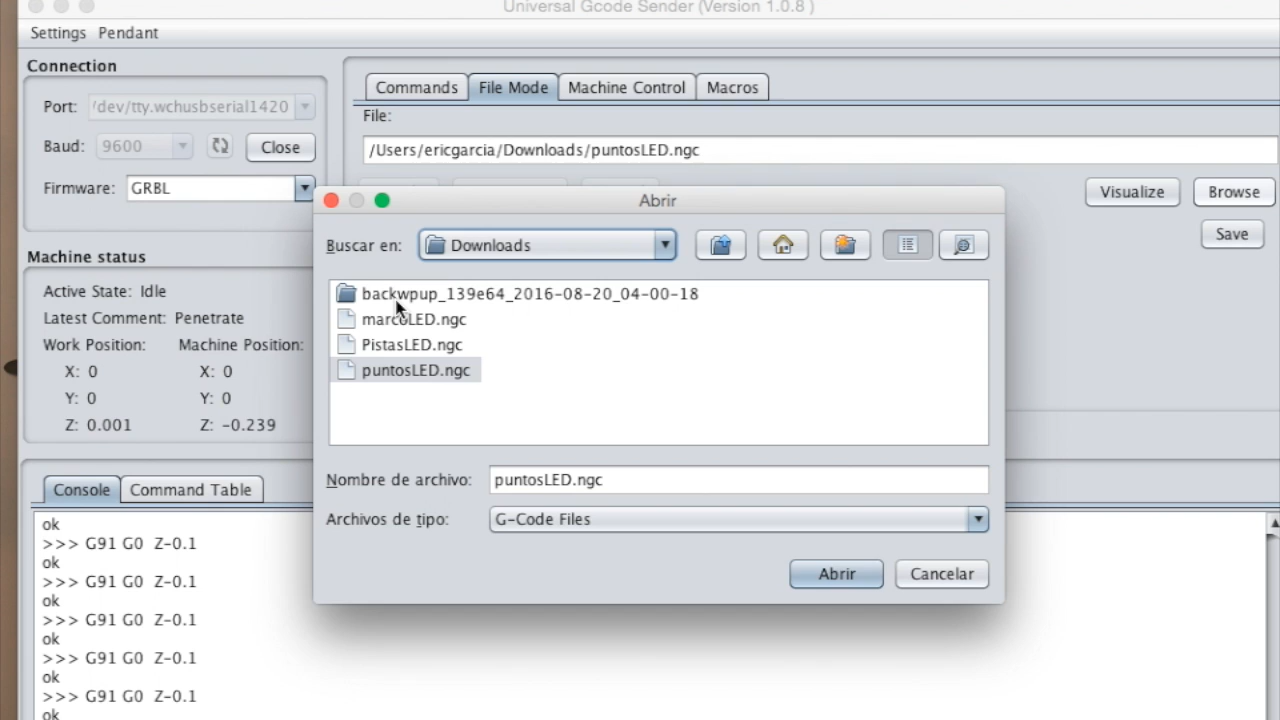 Universal Gcode Sender (Version 1.0.8 )
Settings Pendant
Connection
Port: /dev/tty.wchusbserial1420
Baud: 9600 Close
Firmware: GRBL
Commands File Mode Machine Control Macros
File:
/Users/ericgarcia/Downloads/puntosLED.ngc
Visualize Browse
Save
Machine status
Active State: Idle
Latest Comment: Penetrate
Work Position: Machine Position:
X: 0 X: 0
Y: 0 Y: 0
Z: 0.001 Z: -0.239
Abrir
Buscar en: Downloads
backwpup_139e64_2016-08-20_04-00-18
marcoLED.ngc
PistasLED.ngc
puntosLED.ngc
Nombre de archivo: puntosLED.ngc
Archivos de tipo: G-Code Files
Abrir Cancelar
Console Command Table
ok
>>> G91 G0 Z-0.1
ok
>>> G91 G0 Z-0.1
ok
>>> G91 G0 Z-0.1
ok
>>> G91 G0 Z-0.1
ok
>>> G91 G0 Z-0.1
ok